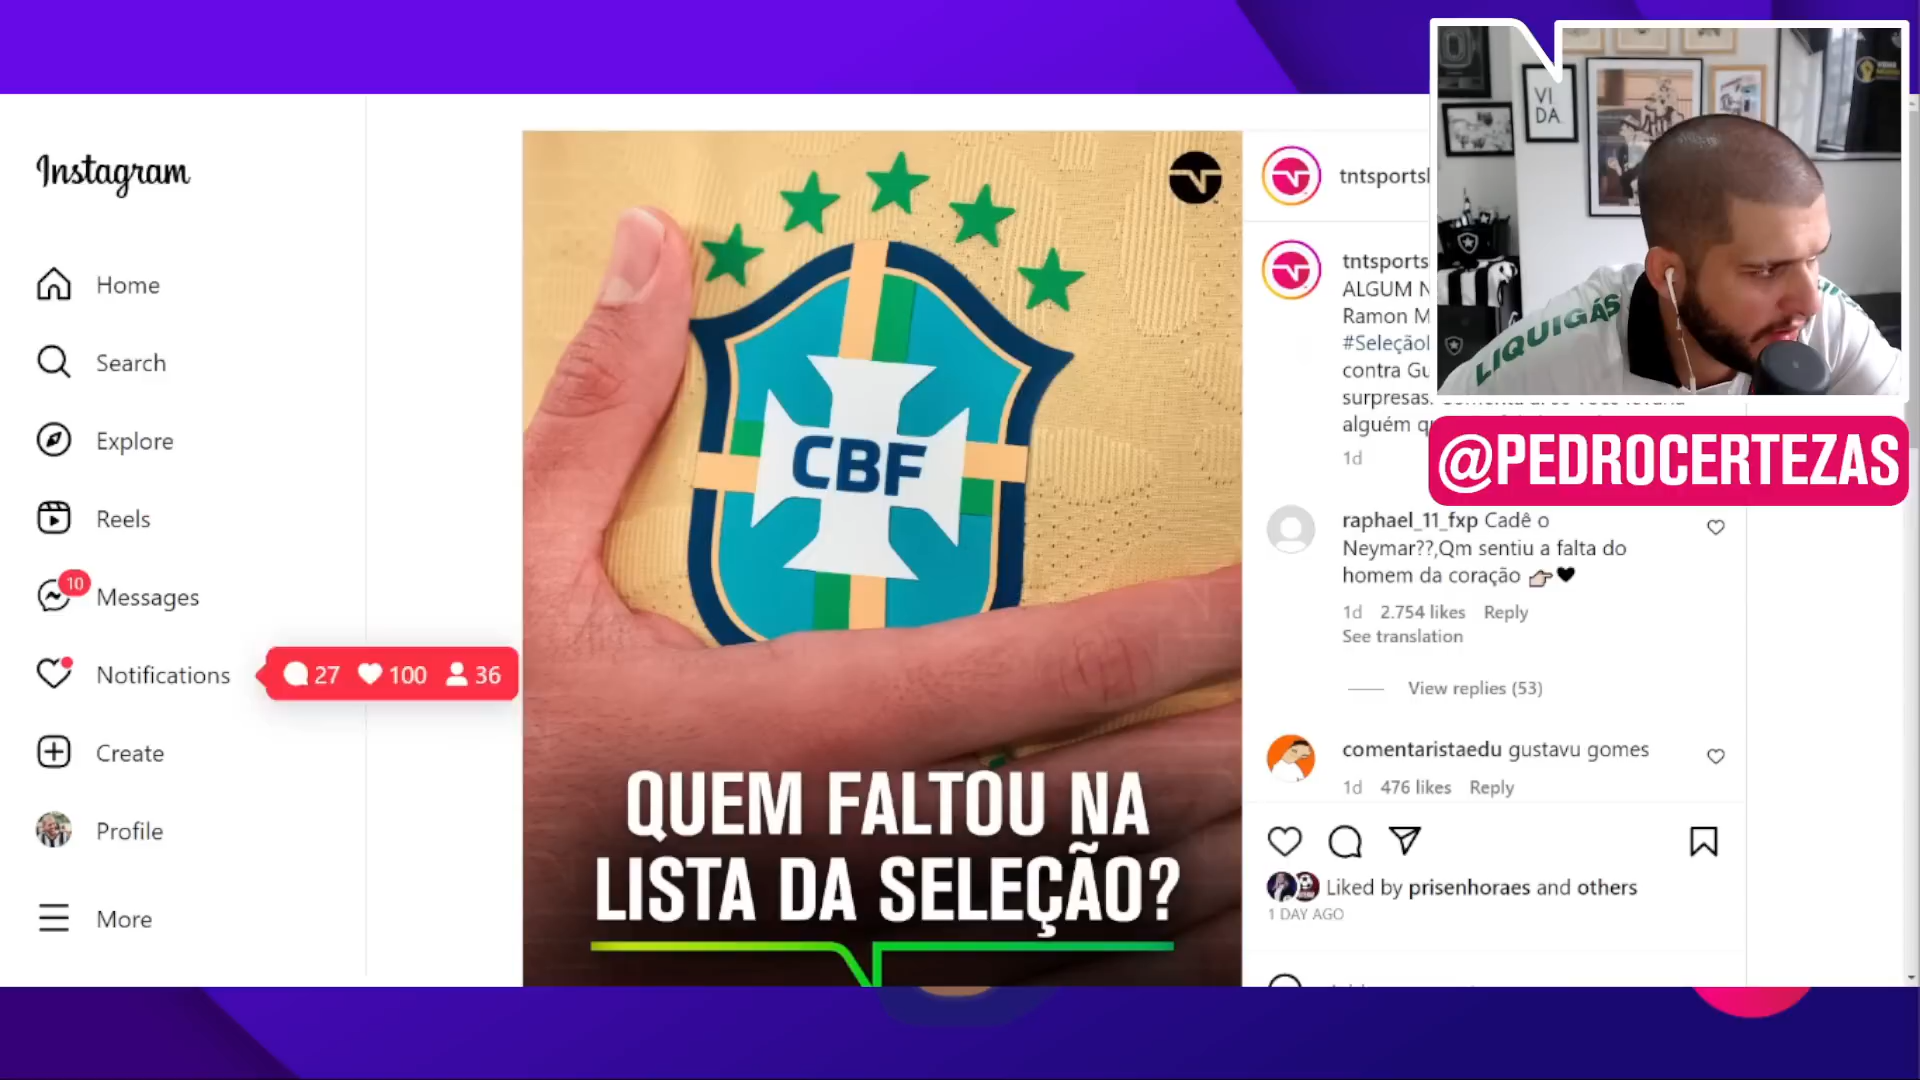 Instagram
Home
Search
Explore
Reels
10
Messages
Notifications
27 100 36
Create
Profile
More
CBF
QUEM FALTOU NA
LISTA DA SELEÇÃO?
tntsports
tntsports
ALGUM
Ramon M
#Seleção
contra Gu
surpresas.
alguém
1d
raphael_11_fxp Cadê o
Neymar??,Qm sentiu a falta do
homem da coração 👉🖤
1d 2.754 likes Reply
See translation
View replies (53)
comentaristaedu gustavu gomes
1d 476 likes Reply
Liked by prisenhoraes and others
1 DAY AGO
VI
DA.
LIQUIGÁS
@PEDROCERTEZAS